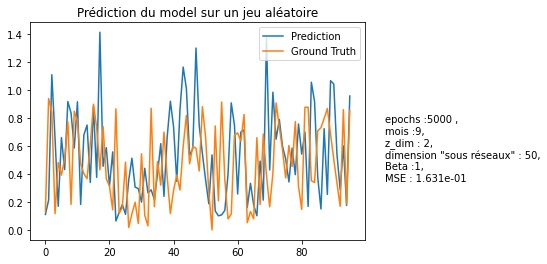 Prédiction du model sur un jeu aléatoire
Prediction
Ground Truth
1.4
1.2
1.0
0.8
0.6
0.4
0.2
0.0
0
20
40
60
80
epochs :5000 ,
mois :9,
z_dim : 2,
dimension "sous réseaux" : 50,
Beta :1,
MSE : 1.631e-01